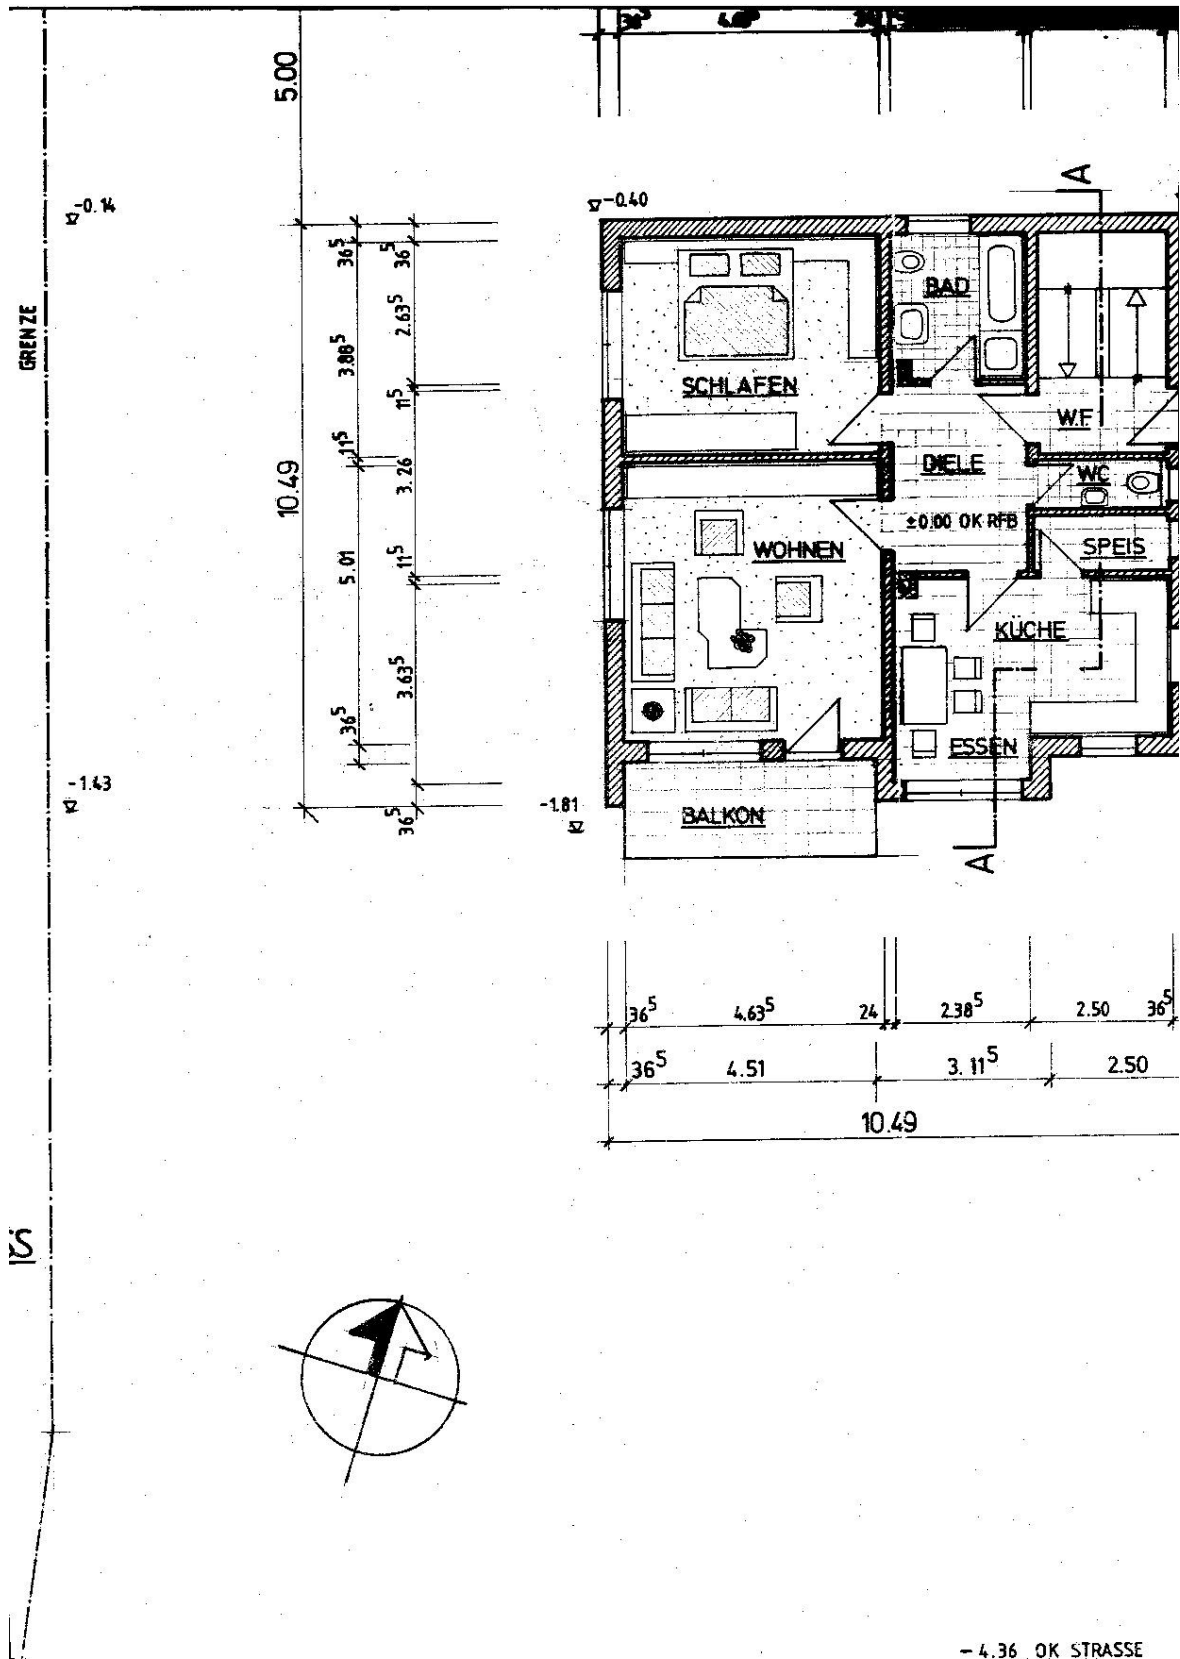 5.00
A
-0.14
-0.40
GRENZE
36⁵
36⁵
2.63⁵
3.88⁵
11⁵
11⁵
3.26
10.49
5.01
11⁵
3.63⁵
36⁵
36⁵
BAD
SCHLAFEN
W.F.
DIELE
WC
±0.00 OK RFB
SPEIS
WOHNEN
KÜCHE
ESSEN
-1.43
-1.81
BALKON
A
36⁵ 4.63⁵ 24 2.38⁵ 2.50 36⁵
36⁵ 4.51 3.11⁵ 2.50
10.49
-4.36 OK STRASSE